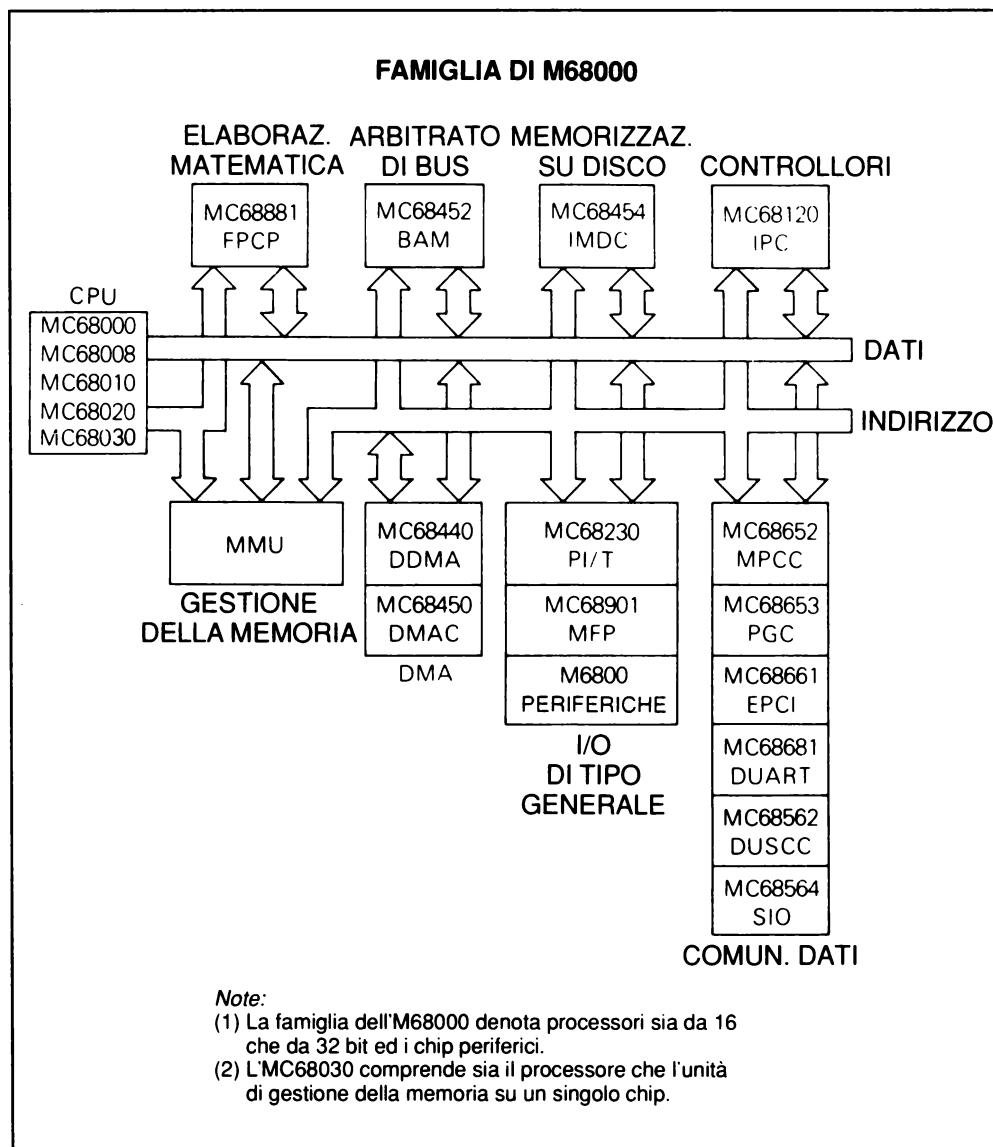 FAMIGLIA DI M68000
ELABORAZ.
MATEMATICA
ARBITRATO
DI BUS
MEMORIZZAZ.
SU DISCO
CONTROLLORI
MC68881
FPCP
MC68452
BAM
MC68454
IMDC
MC68120
IPC
CPU
MC68000
MC68008
MC68010
MC68020
MC68030
DATI
INDIRIZZO
MMU
GESTIONE
DELLA MEMORIA
MC68440
DDMA
MC68450
DMAC
DMA
MC68230
PI/T
MC68901
MFP
M6800
PERIFERICHE
I/O
DI TIPO
GENERALE
MC68652
MPCC
MC68653
PGC
MC68661
EPCI
MC68681
DUART
MC68562
DUSCC
MC68564
SIO
COMUN. DATI
Note:
(1) La famiglia dell'M68000 denota processori sia da 16
che da 32 bit ed i chip periferici.
(2) L'MC68030 comprende sia il processore che l'unità
di gestione della memoria su un singolo chip.